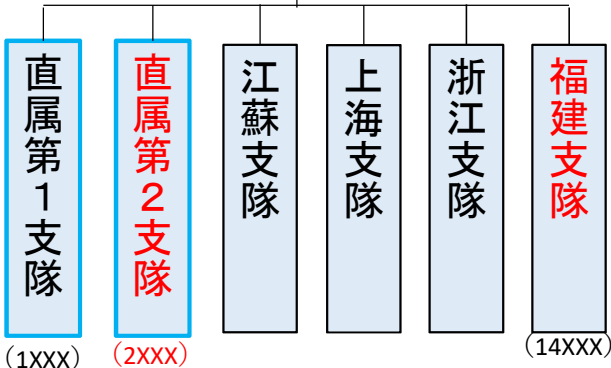 直属第１支隊
直属第２支隊
江蘇支隊
上海支隊
浙江支隊
福建支隊
（1XXX）
（2XXX）
（14XXX）